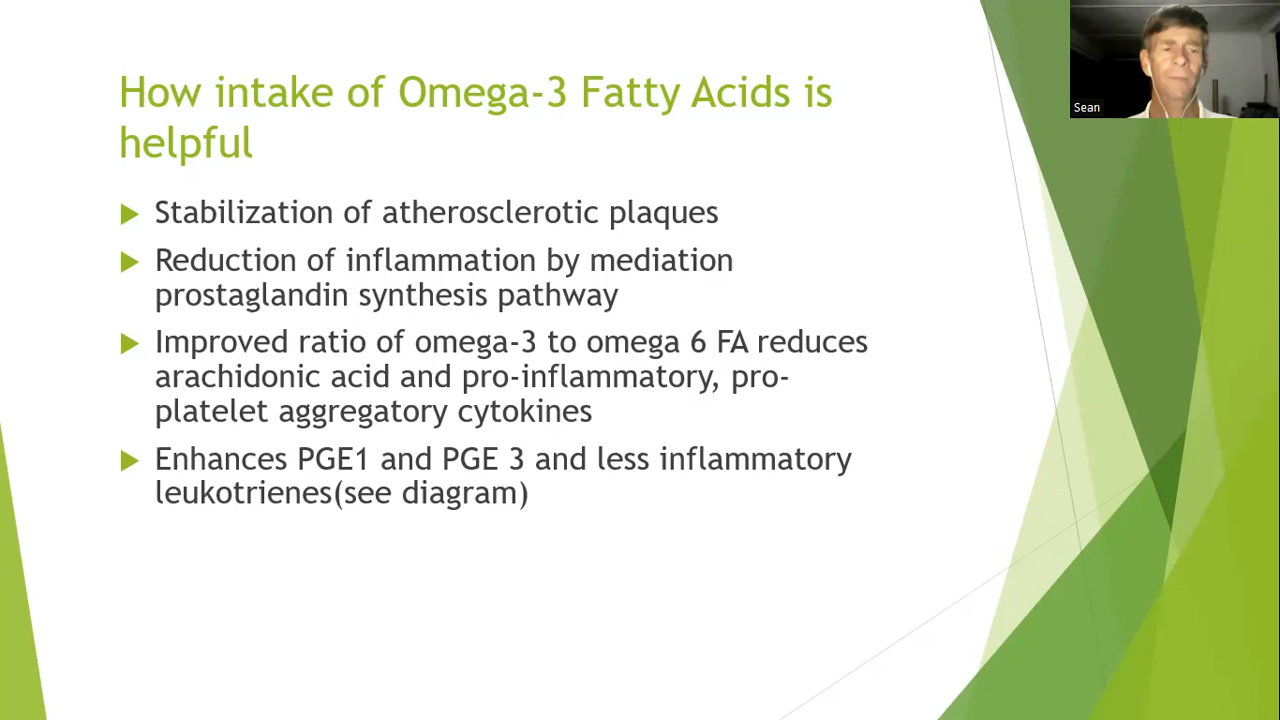 How intake of Omega-3 Fatty Acids is
helpful
Stabilization of atherosclerotic plaques
Reduction of inflammation by mediation
prostaglandin synthesis pathway
Improved ratio of omega-3 to omega 6 FA reduces
arachidonic acid and pro-inflammatory, pro-
platelet aggregatory cytokines
Enhances PGE1 and PGE 3 and less inflammatory
leukotrienes(see diagram)
Sean